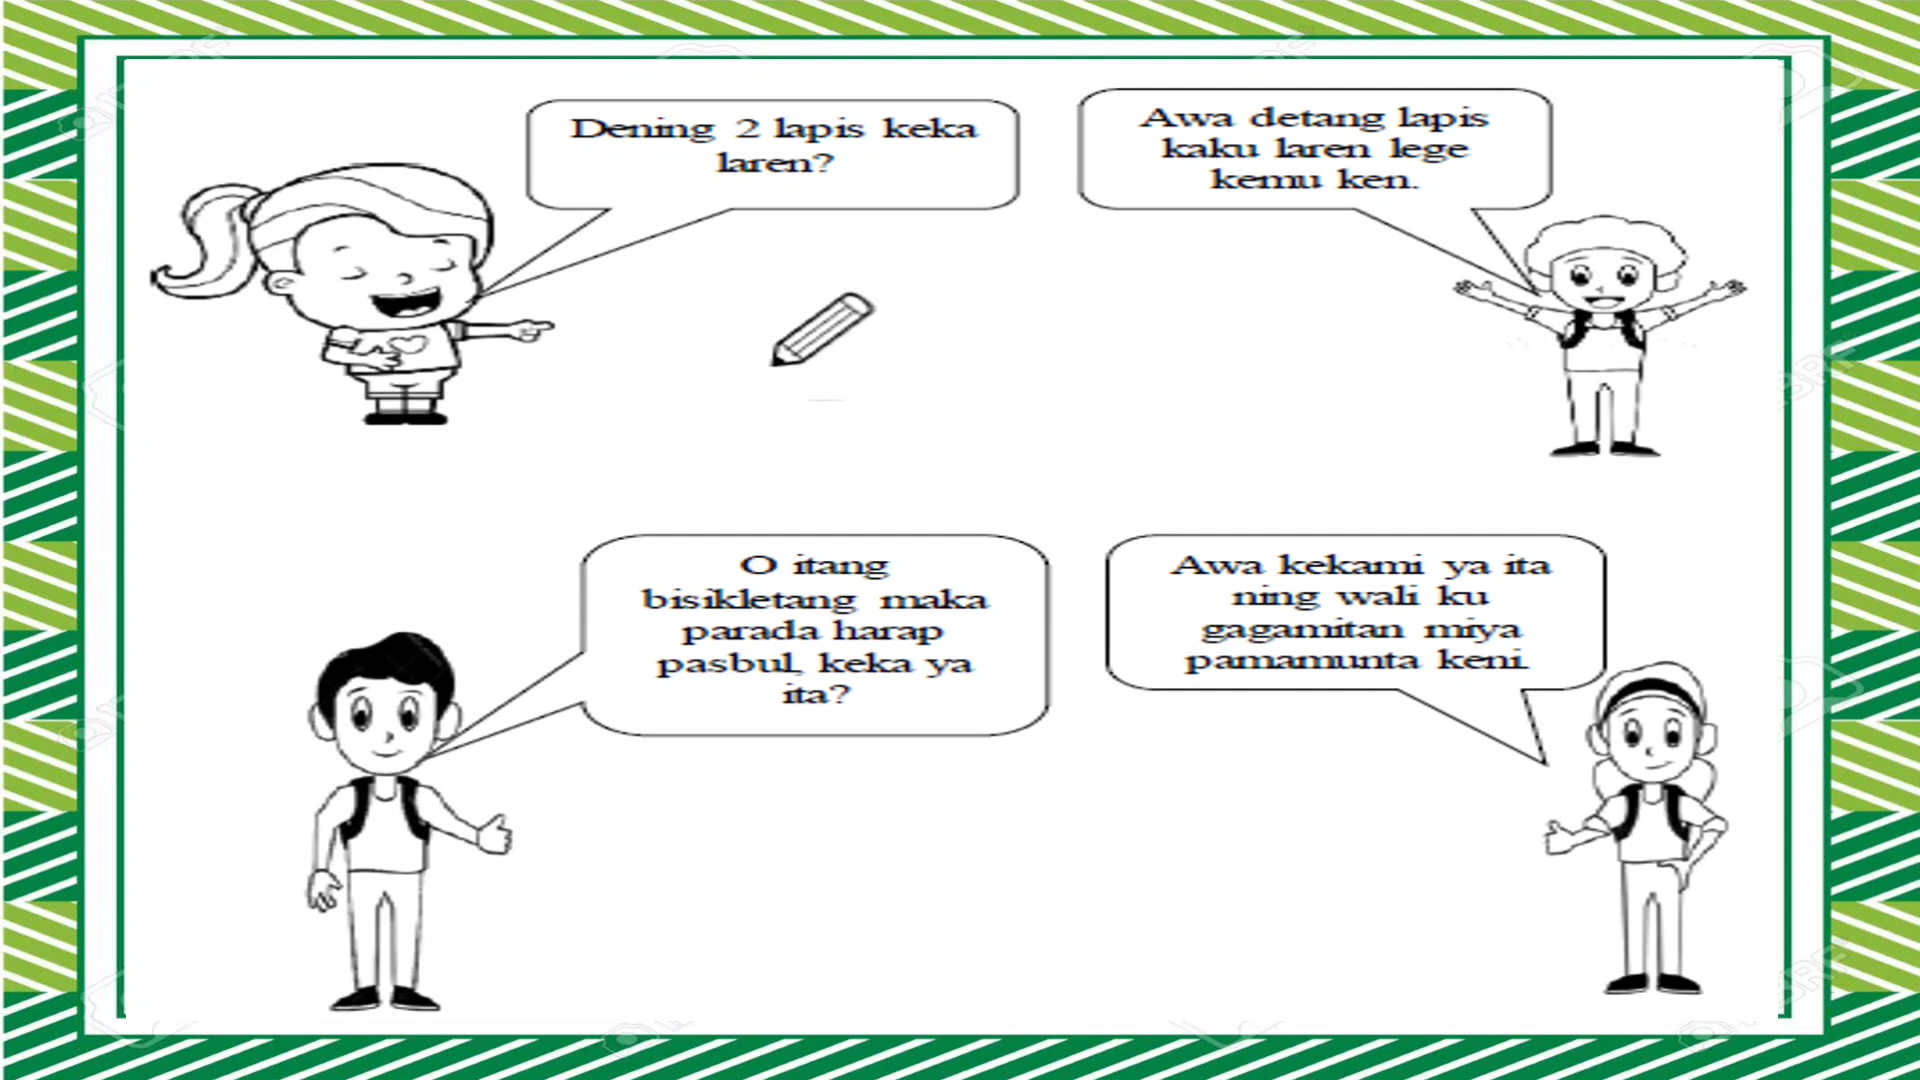 Dening 2 lapis keka
laren?
Awa detang lapis
kaku laren lege
kemu ken.
O itang
bisikletang maka
parada harap
pasbul, keka ya
ita?
Awa kekami ya ita
ning wali ku
gagamitan miya
pamamunta keni.